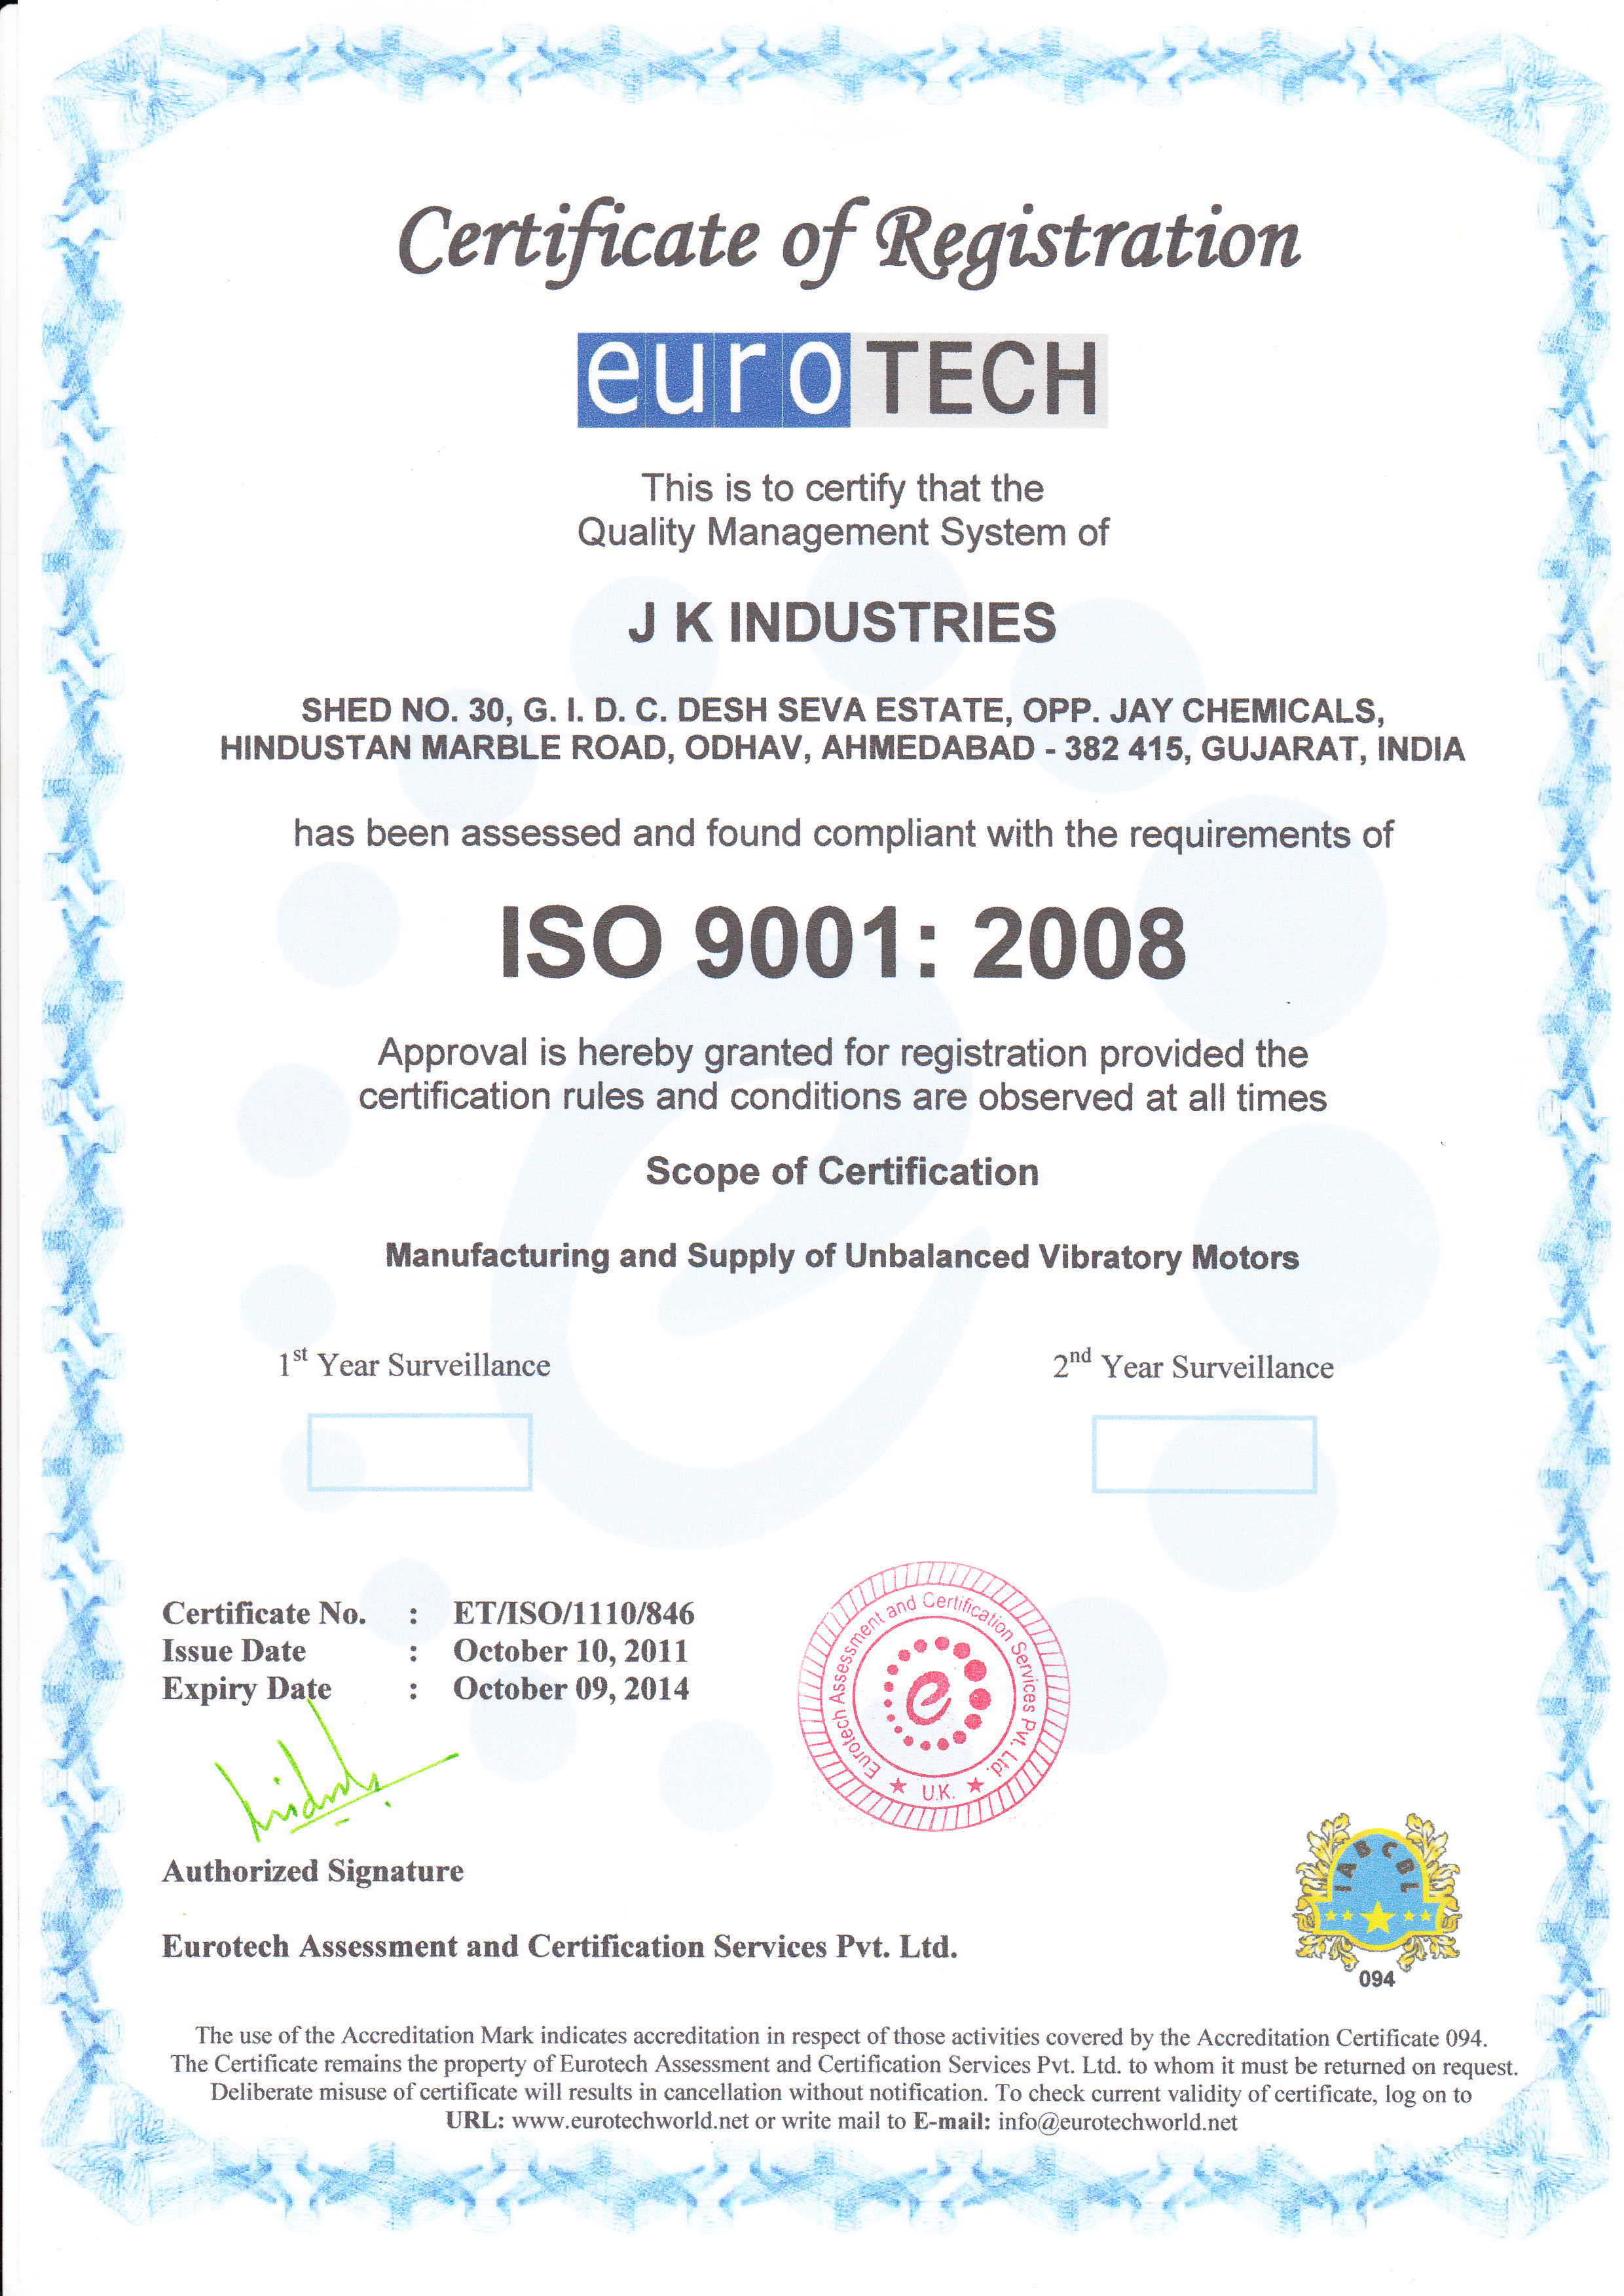 Certificate of Registration
euroTECH
This is to certify that the
Quality Management System of
J K INDUSTRIES
SHED NO. 30, G. I. D. C. DESH SEVA ESTATE, OPP. JAY CHEMICALS,
HINDUSTAN MARBLE ROAD, ODHAV, AHMEDABAD - 382 415, GUJARAT, INDIA
has been assessed and found compliant with the requirements of
ISO 9001: 2008
Approval is hereby granted for registration provided the
certification rules and conditions are observed at all times
Scope of Certification
Manufacturing and Supply of Unbalanced Vibratory Motors
1st Year Surveillance
2nd Year Surveillance
Certificate No. : ET/ISO/1110/846
Issue Date : October 10, 2011
Expiry Date : October 09, 2014
Eurotech Assessment and Certification Services Pvt. Ltd.
e
U.K.
Authorized Signature
Eurotech Assessment and Certification Services Pvt. Ltd.
IABCBL
094
The use of the Accreditation Mark indicates accreditation in respect of those activities covered by the Accreditation Certificate 094.
The Certificate remains the property of Eurotech Assessment and Certification Services Pvt. Ltd. to whom it must be returned on request.
Deliberate misuse of certificate will results in cancellation without notification. To check current validity of certificate, log on to
URL: www.eurotechworld.net or write mail to E-mail: info@eurotechworld.net